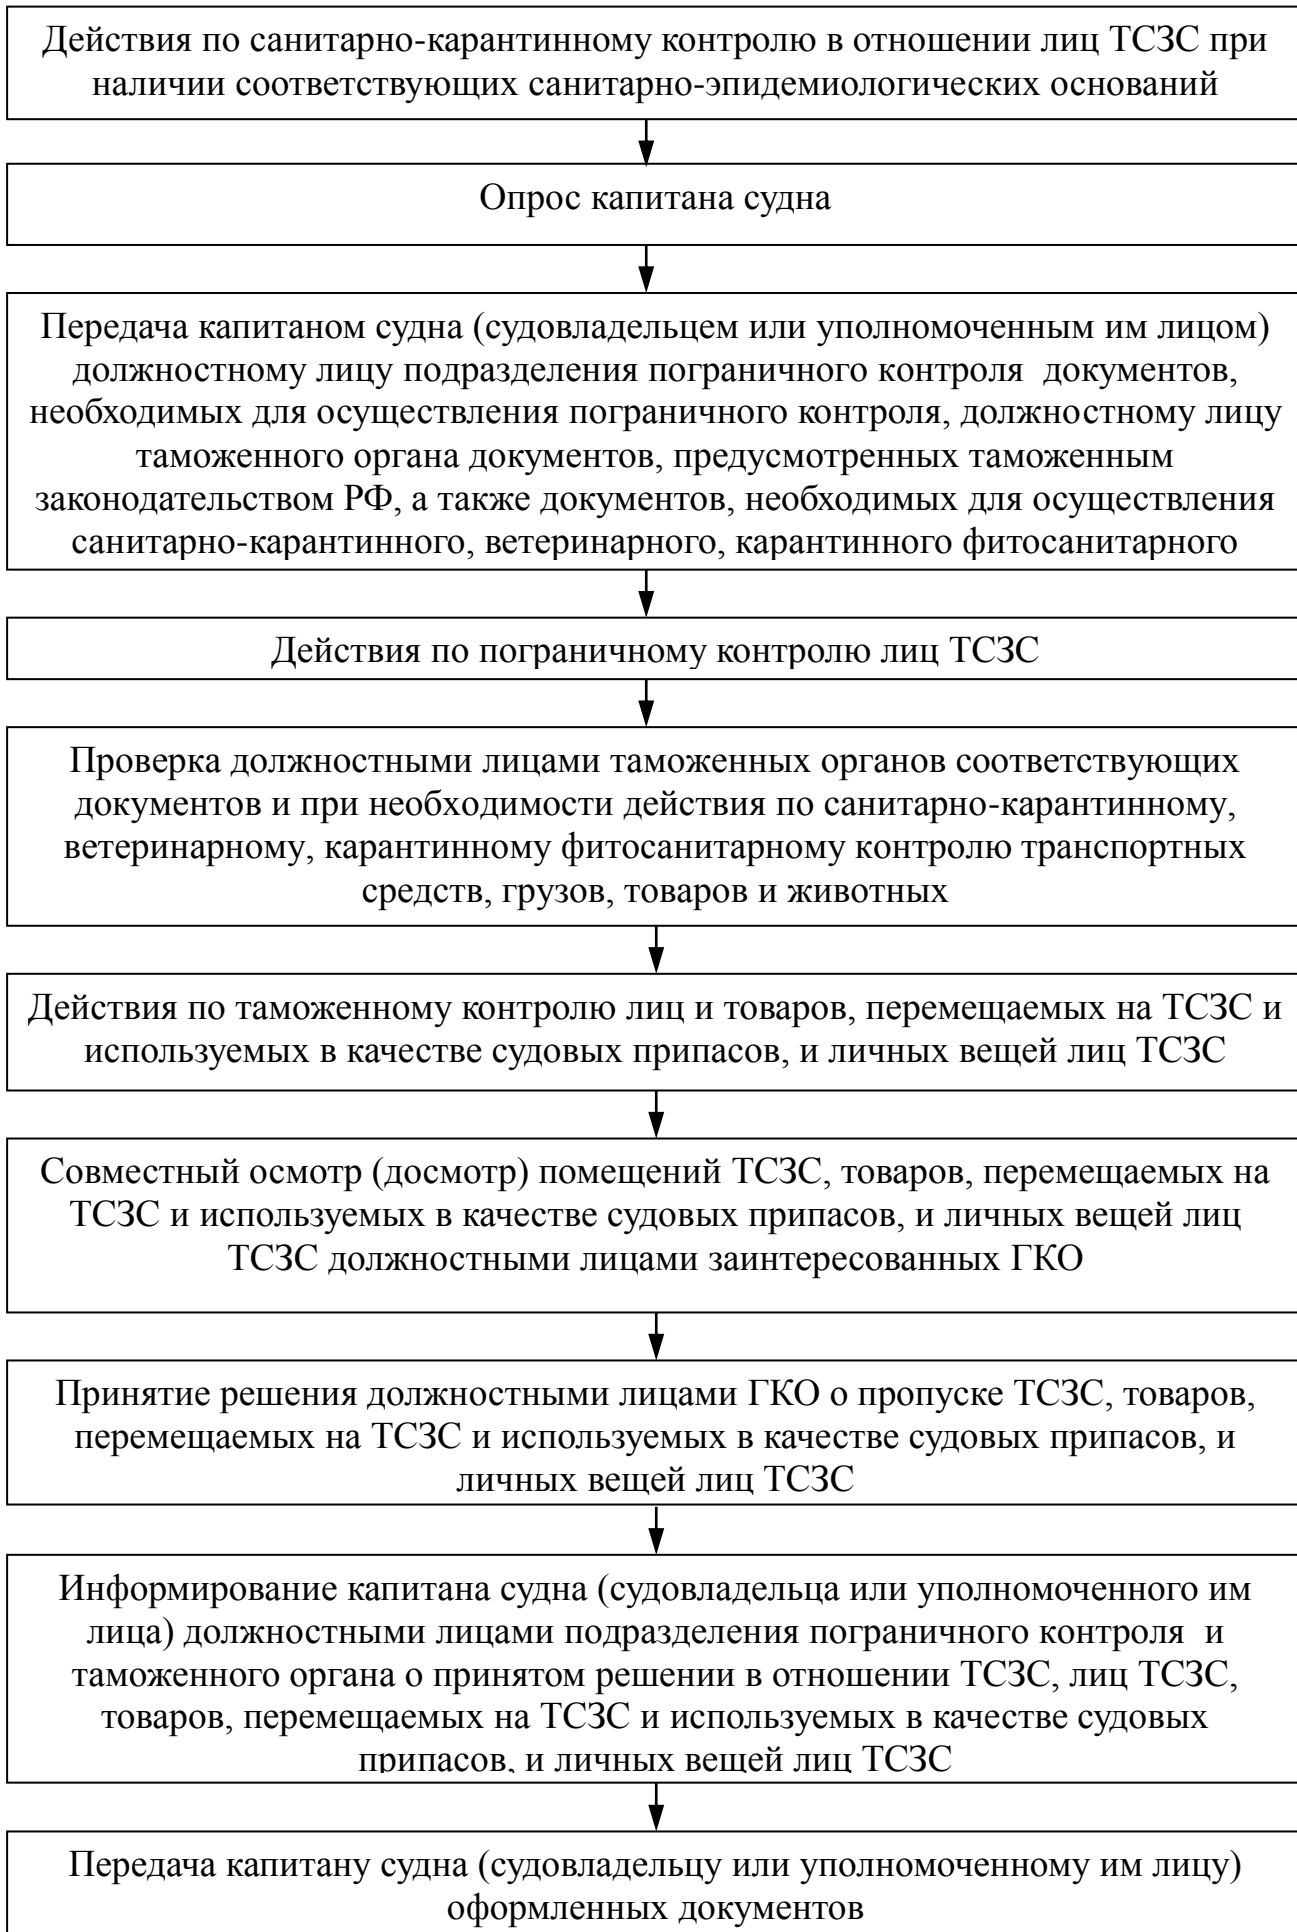 Действия по санитарно-карантинному контролю в отношении лиц ТСЗС при
наличии соответствующих санитарно-эпидемиологических оснований
Опрос капитана судна
Передача капитаном судна (судовладельцем или уполномоченным им лицом)
должностному лицу подразделения пограничного контроля документов,
необходимых для осуществления пограничного контроля, должностному лицу
таможенного органа документов, предусмотренных таможенным
законодательством РФ, а также документов, необходимых для осуществления
санитарно-карантинного, ветеринарного, карантинного фитосанитарного
Действия по пограничному контролю лиц ТСЗС
Проверка должностными лицами таможенных органов соответствующих
документов и при необходимости действия по санитарно-карантинному,
ветеринарному, карантинному фитосанитарному контролю транспортных
средств, грузов, товаров и животных
Действия по таможенному контролю лиц и товаров, перемещаемых на ТСЗС и
используемых в качестве судовых припасов, и личных вещей лиц ТСЗС
Совместный осмотр (досмотр) помещений ТСЗС, товаров, перемещаемых на
ТСЗС и используемых в качестве судовых припасов, и личных вещей лиц
ТСЗС должностными лицами заинтересованных ГКО
Принятие решения должностными лицами ГКО о пропуске ТСЗС, товаров,
перемещаемых на ТСЗС и используемых в качестве судовых припасов, и
личных вещей лиц ТСЗС
Информирование капитана судна (судовладельца или уполномоченного им
лица) должностными лицами подразделения пограничного контроля и
таможенного органа о принятом решении в отношении ТСЗС, лиц ТСЗС,
товаров, перемещаемых на ТСЗС и используемых в качестве судовых
припасов, и личных вещей лиц ТСЗС
Передача капитану судна (судовладельцу или уполномоченному им лицу)
оформленных документов